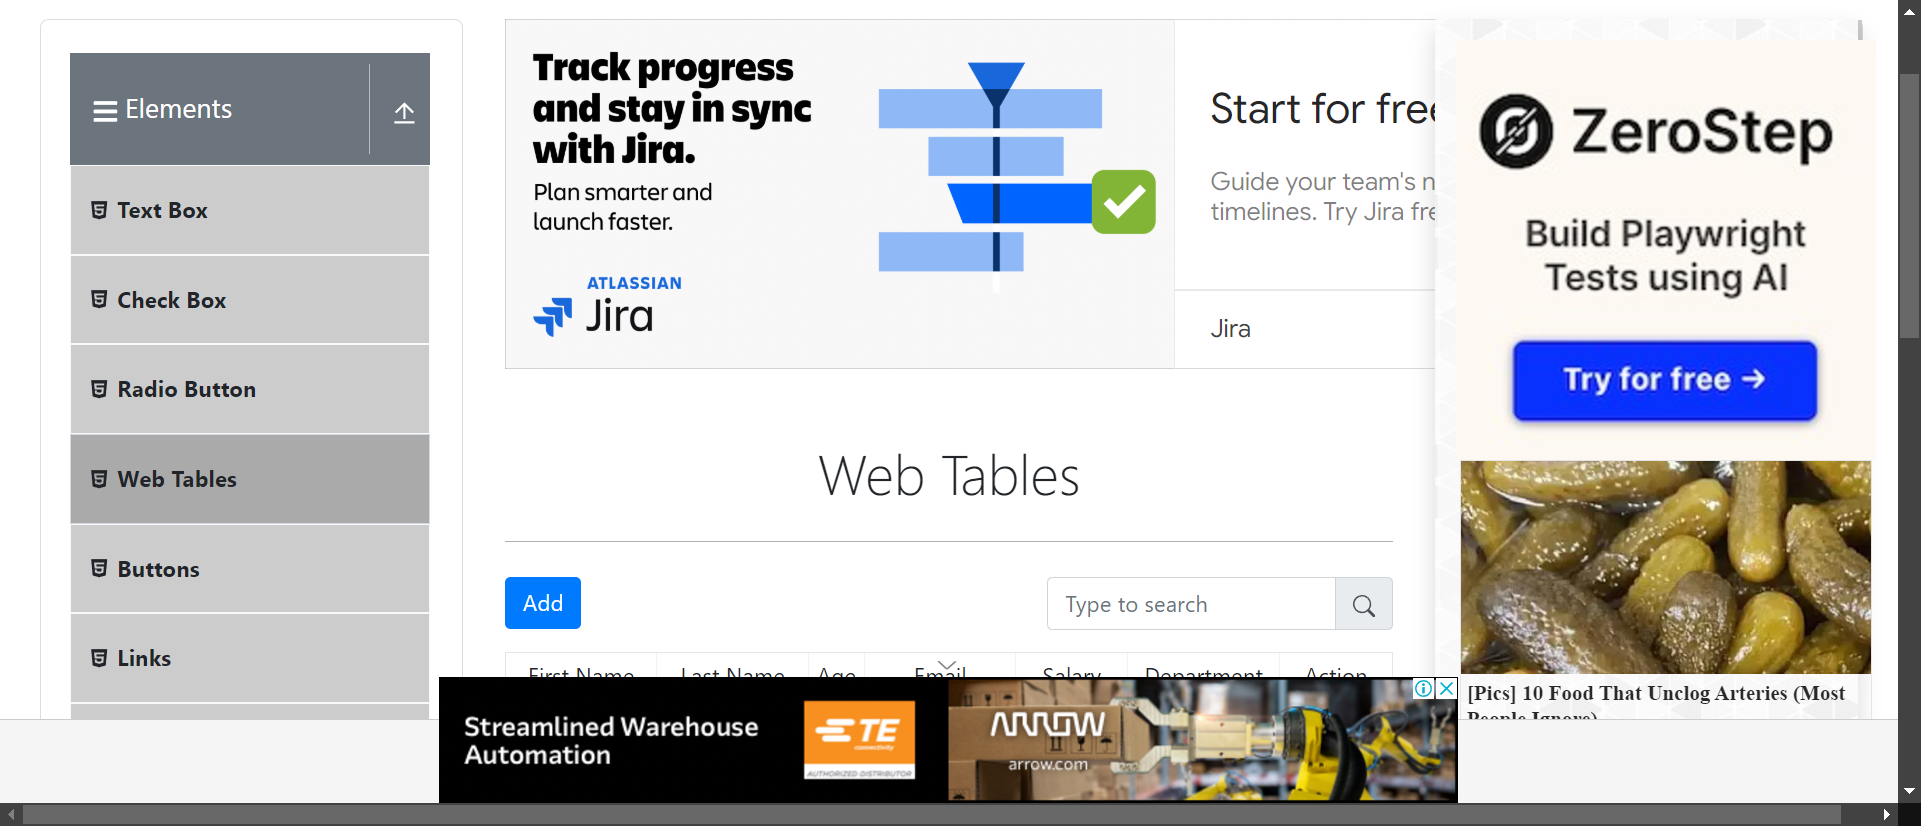 Elements
Text Box
Check Box
Radio Button
Web Tables
Buttons
Links
Track progress
and stay in sync
with Jira.
Plan smarter and
launch faster.
ATLASSIAN
Jira
Start for free
Guide your team's n
timelines. Try Jira fre
Jira
Web Tables
Add
Type to search
First Name Last Name Age Email Salary Department Action
ZeroStep
Build Playwright
Tests using AI
Try for free →
[Pics] 10 Food That Unclog Arteries (Most
People Ignore)
Streamlined Warehouse
Automation
TE
connectivity
AUTHORIZED DISTRIBUTOR
ARROW
arrow.com